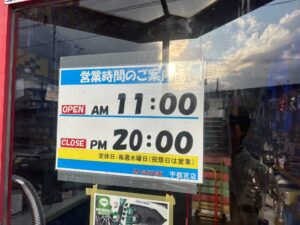 営業時間のご案内
OPEN AM 11:00
CLOSE PM 20:00
定休日・毎週水曜日(祝祭日は営業)
宇都宮店